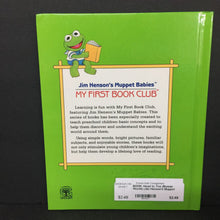 Jim Henson's Muppet Babies
MY FIRST BOOK CLUB
Learning is fun with My First Book Club,
featuring Jim Henson's Muppet Babies. This
series of books has been especially created to
teach preschool children basic concepts and to
help them discover and understand the exciting
world around them.
Using simple words, bright pictures, familiar
subjects, and enjoyable stories, these books will
not only stimulate young children's imaginations
but help them develop a lifelong love of reading.
$2.49
$2.49